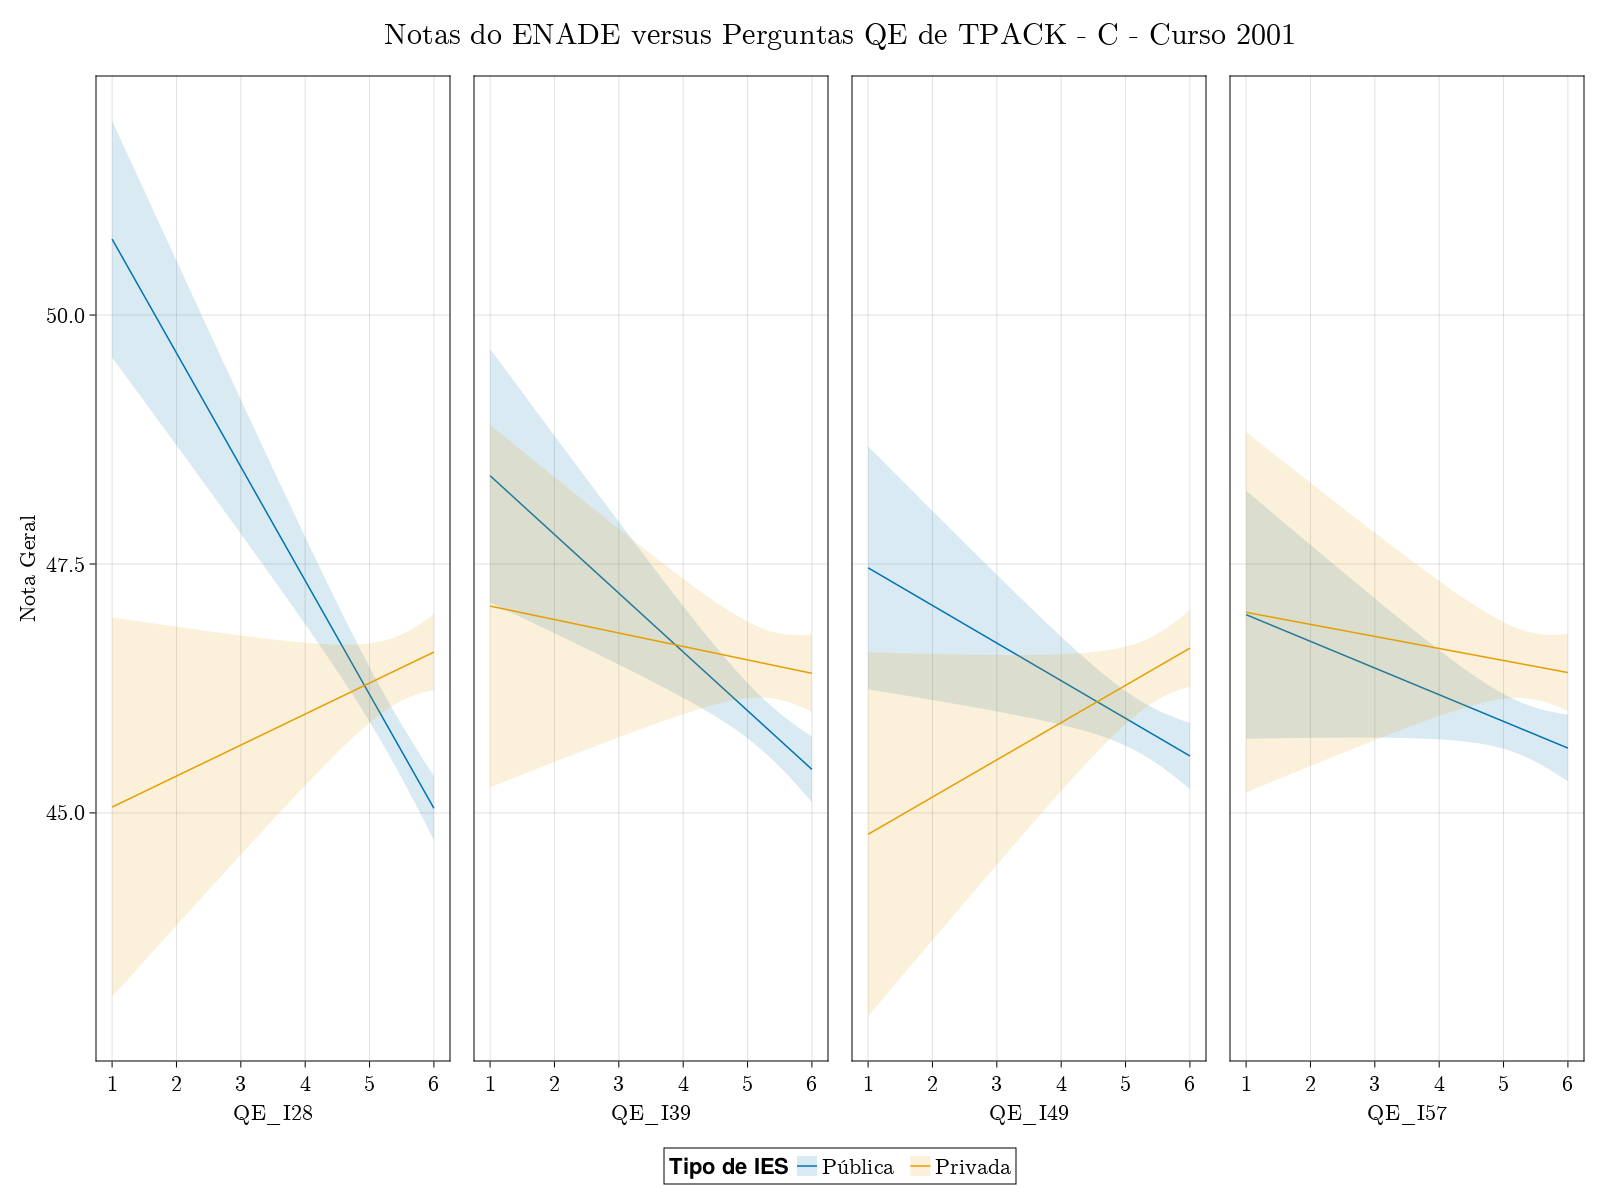 Notas do ENADE versus Perguntas QE de TPACK - C - Curso 2001
Nota Geral
50.0
47.5
45.0
1 2 3 4 5 6
QE_I28
1 2 3 4 5 6
QE_I39
1 2 3 4 5 6
QE_I49
1 2 3 4 5 6
QE_I57
Tipo de IES Pública Privada